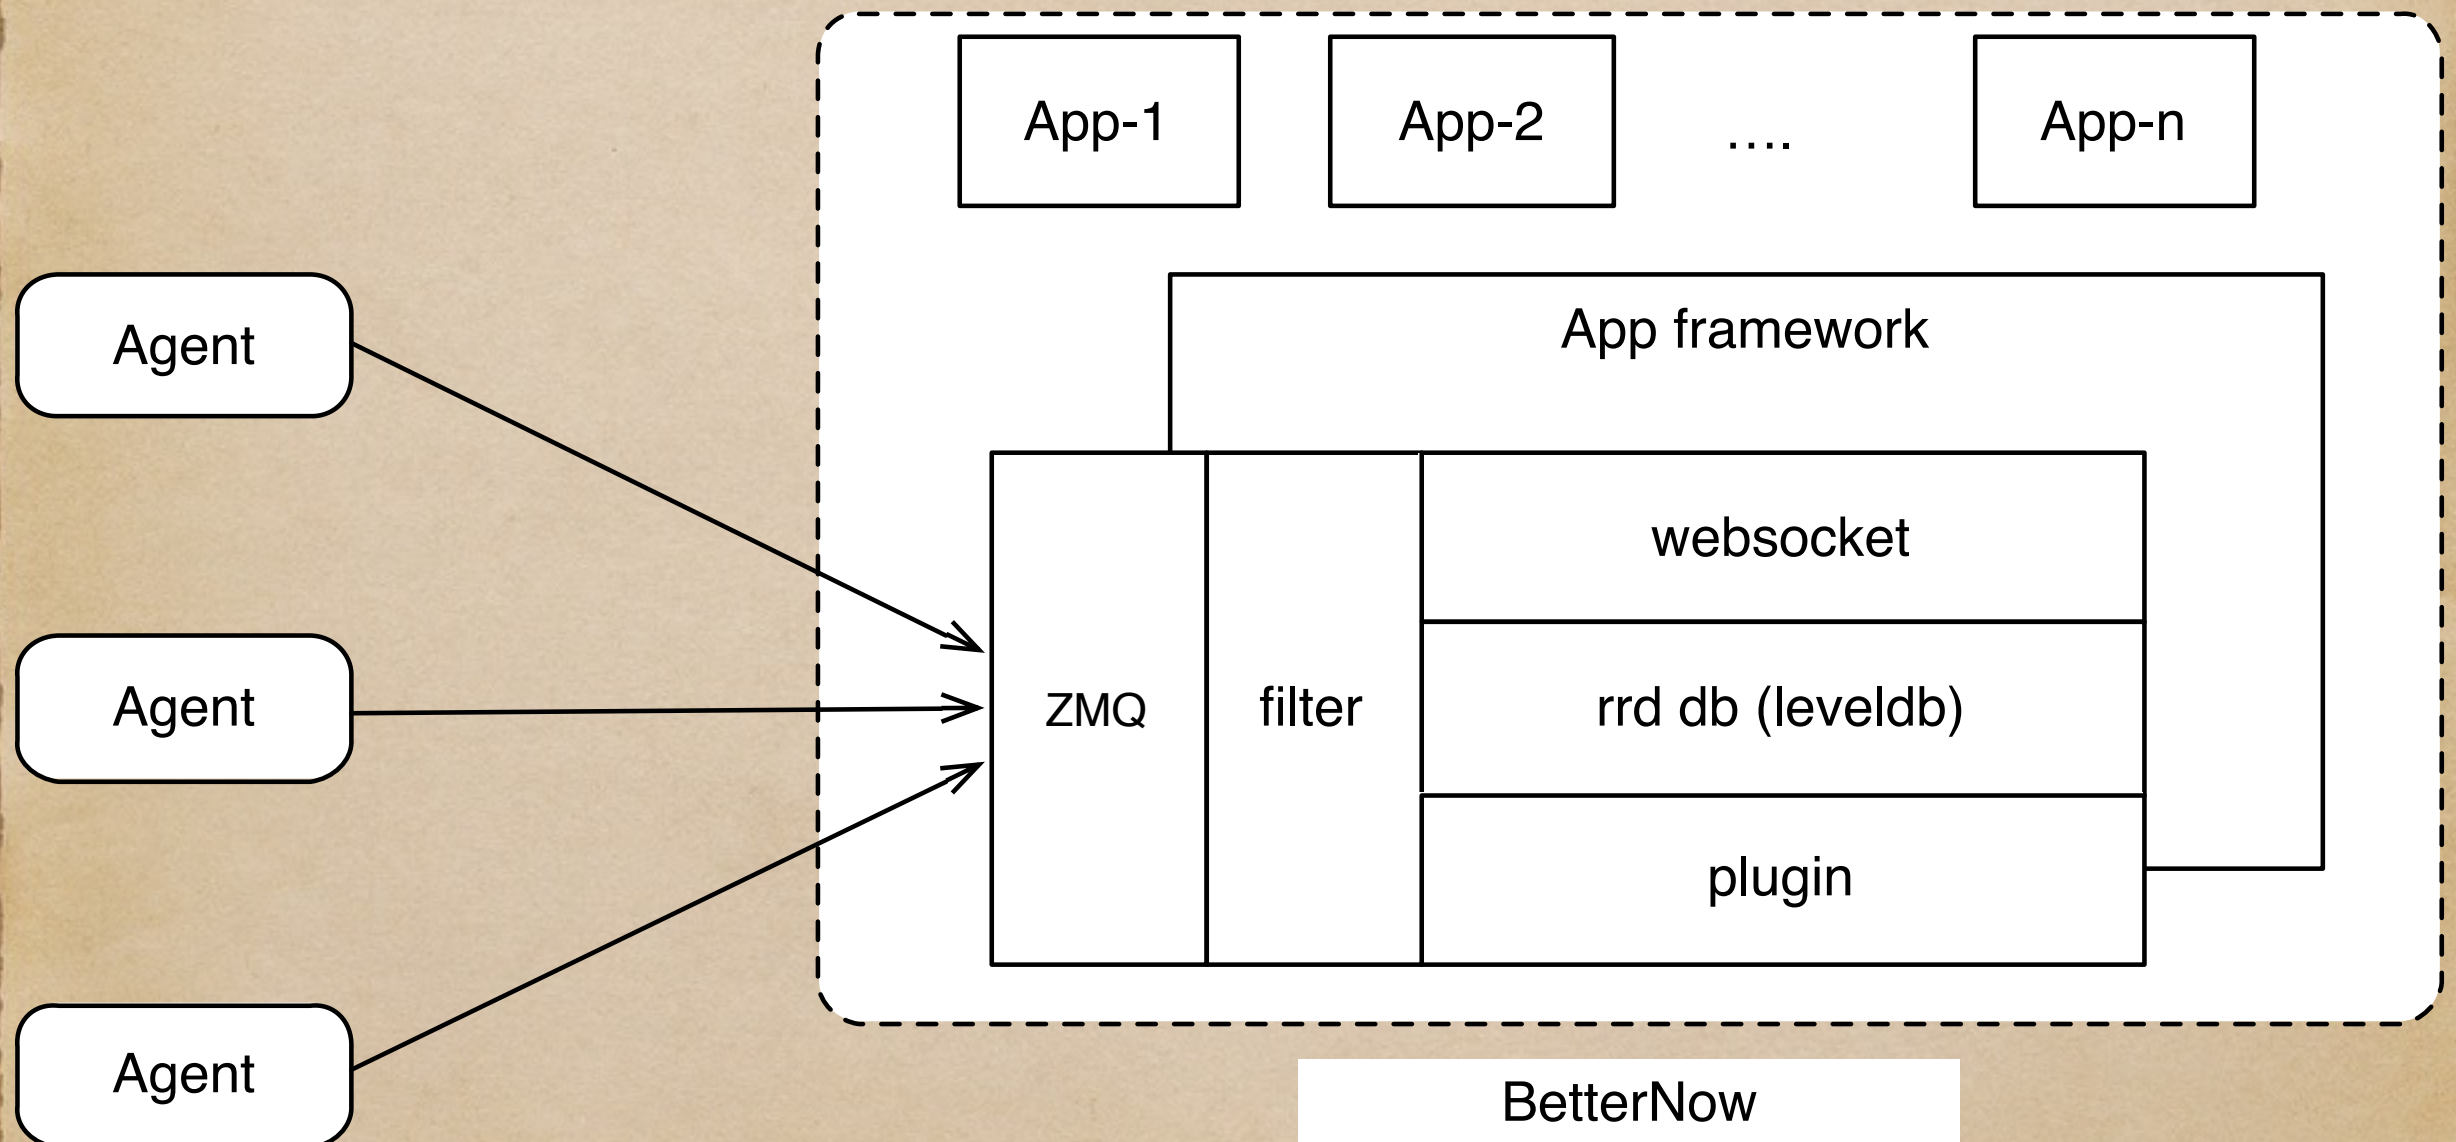 App-1
App-2
....
App-n
App framework
Agent
Agent
Agent
ZMQ
filter
websocket
rrd db (leveldb)
plugin
BetterNow